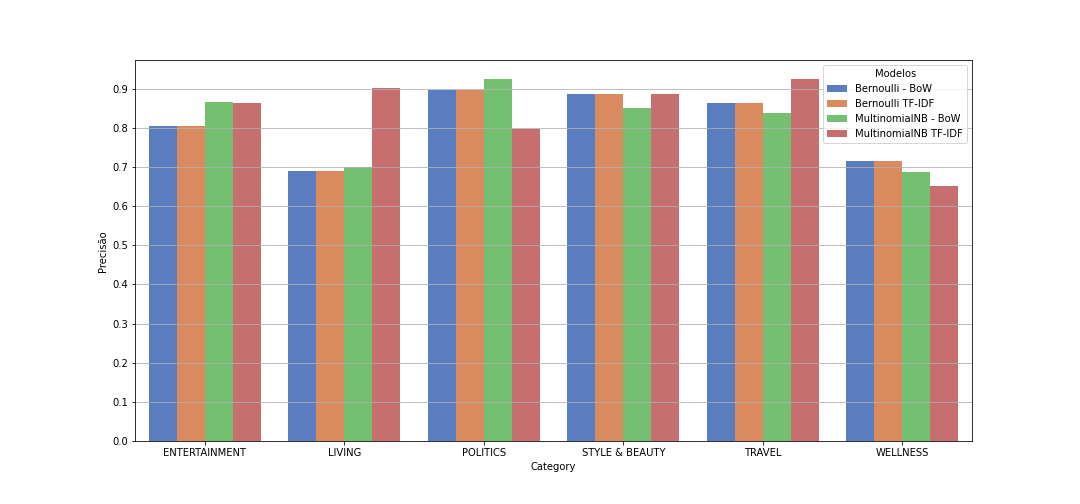 Modelos
Bernoulli - BoW
Bernoulli TF-IDF
MultinomialNB - BoW
MultinomialNB TF-IDF
0.9
0.8
0.7
0.6
0.5
0.4
0.3
0.2
0.1
0.0
Precisão
ENTERTAINMENT LIVING POLITICS STYLE & BEAUTY TRAVEL WELLNESS
Category